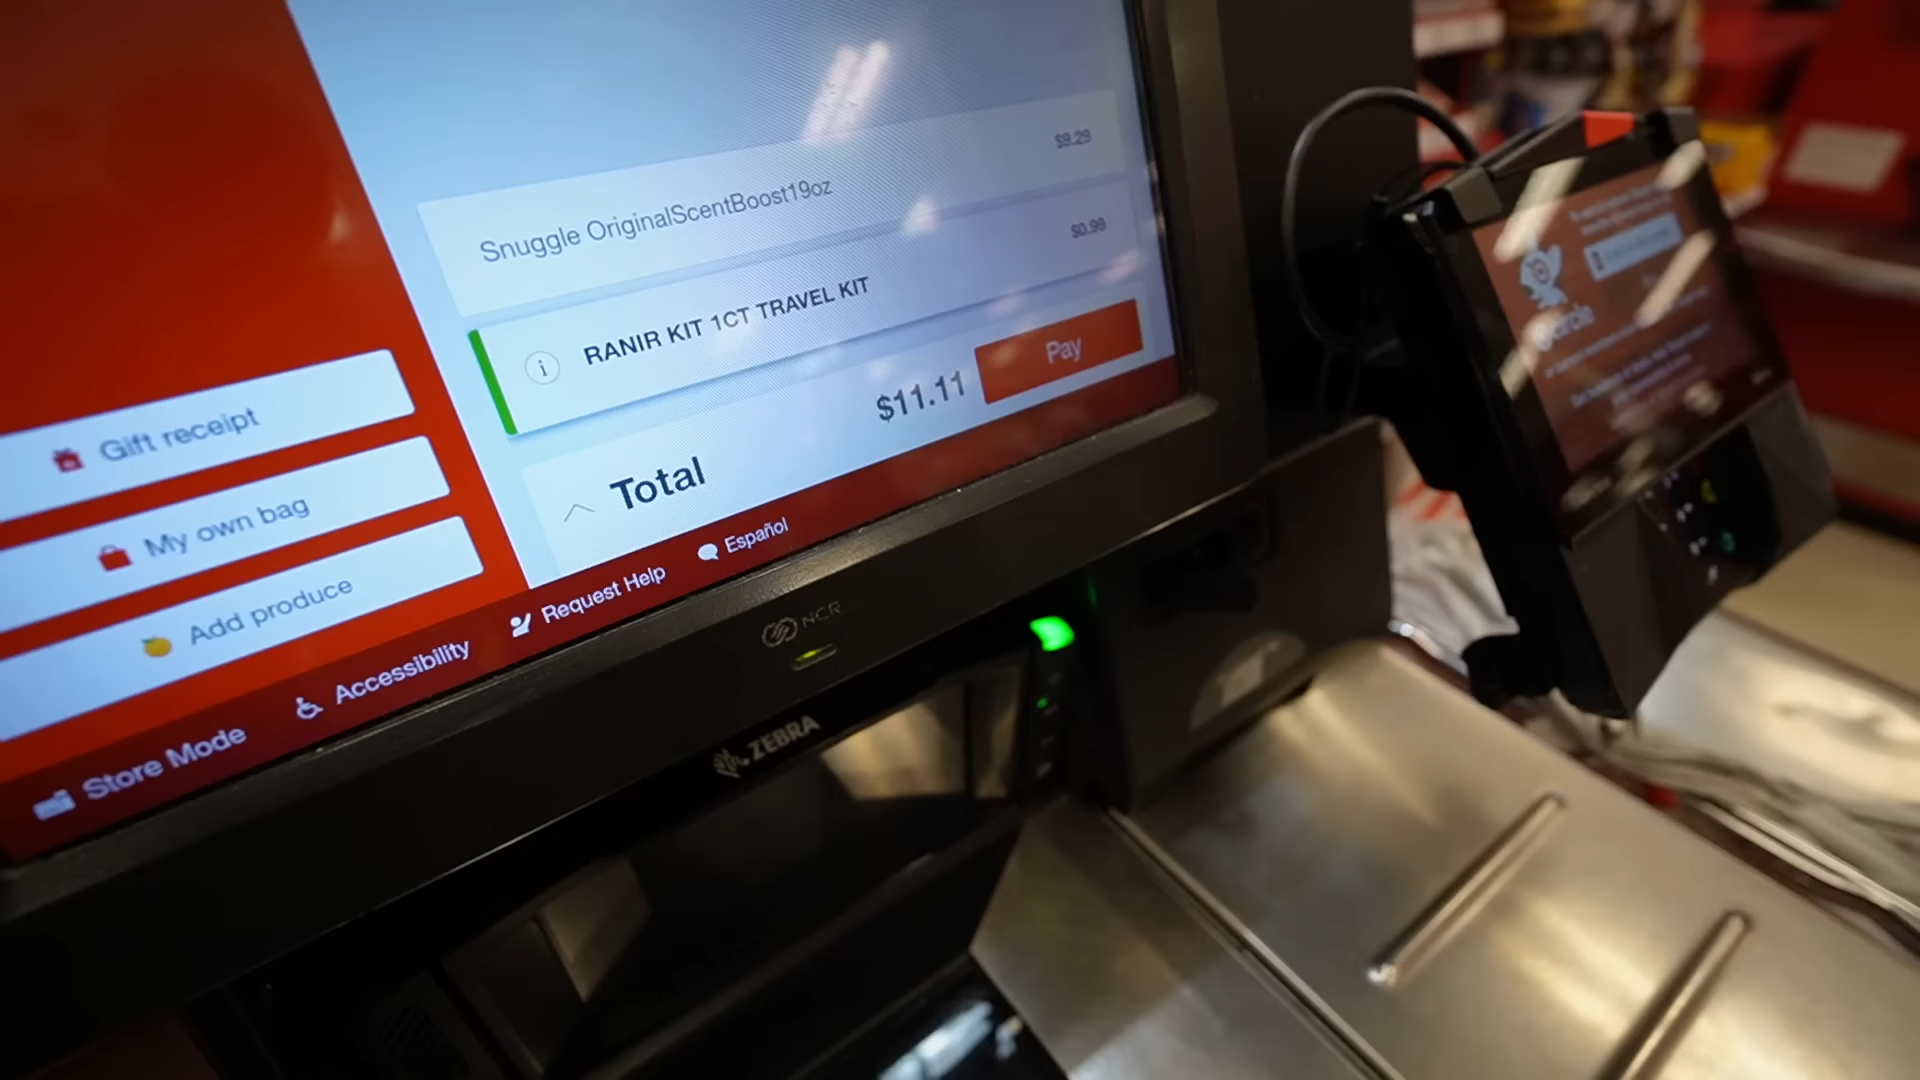 Snuggle OriginalScentBoost19oz
$9.29
RANIR KIT 1CT TRAVEL KIT
$0.99
Total
$11.11
Pay
Gift receipt
My own bag
Add produce
Store Mode
Accessibility
Request Help
Español
NCR
ZEBRA